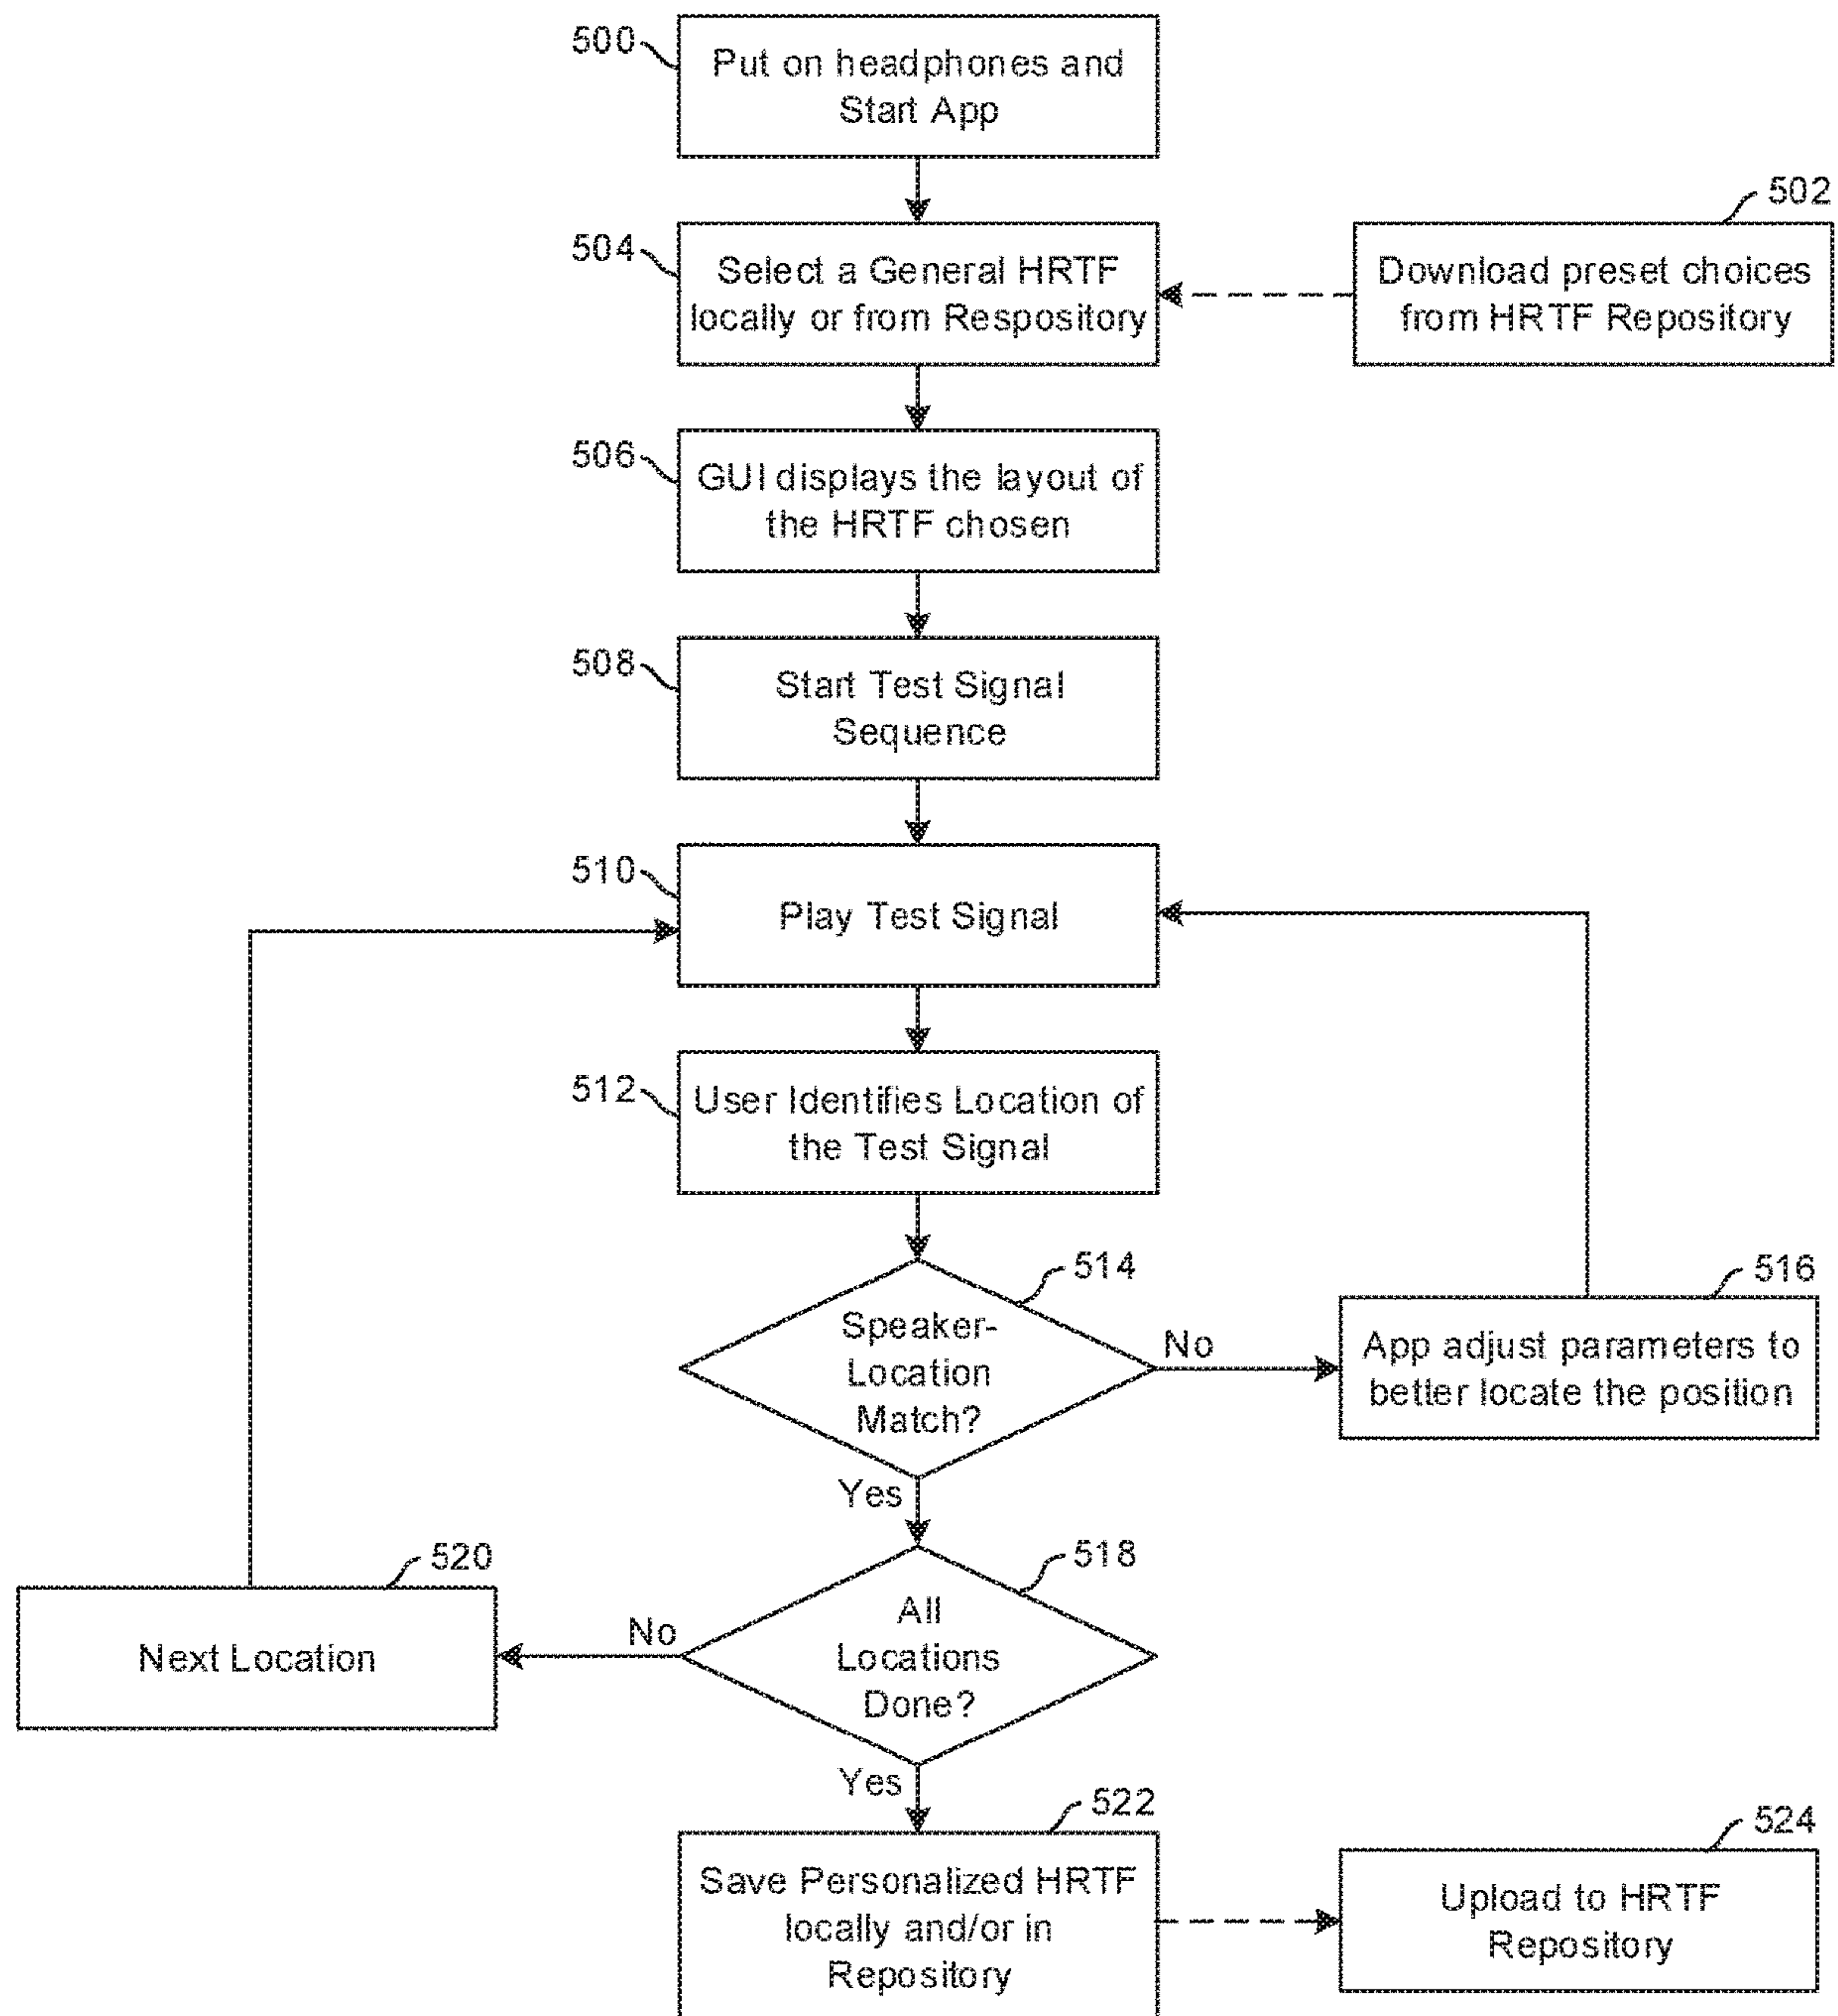 500
Put on headphones and
Start App
502
504
Select a General HRTF
locally or from Respository
Download preset choices
from HRTF Repository
506
GUI displays the layout of
the HRTF chosen
508
Start Test Signal
Sequence
510
Play Test Signal
512
User Identifies Location of
the Test Signal
514
Speaker-
Location
Match?
No
516
App adjust parameters to
better locate the position
Yes
518
All
Locations
Done?
No
520
Next Location
Yes
522
Save Personalized HRTF
locally and/or in
Repository
524
Upload to HRTF
Repository